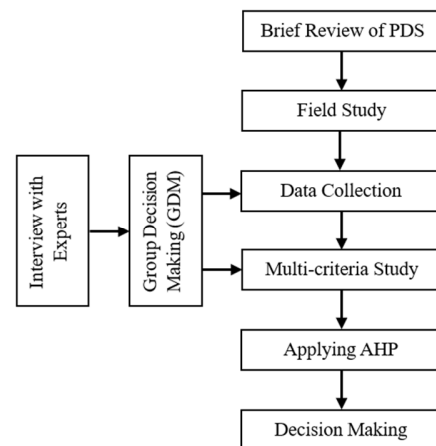 Brief Review of PDS
Field Study
Interview with
Experts
Group Decision
Making (GDM)
Data Collection
Multi-criteria Study
Applying AHP
Decision Making